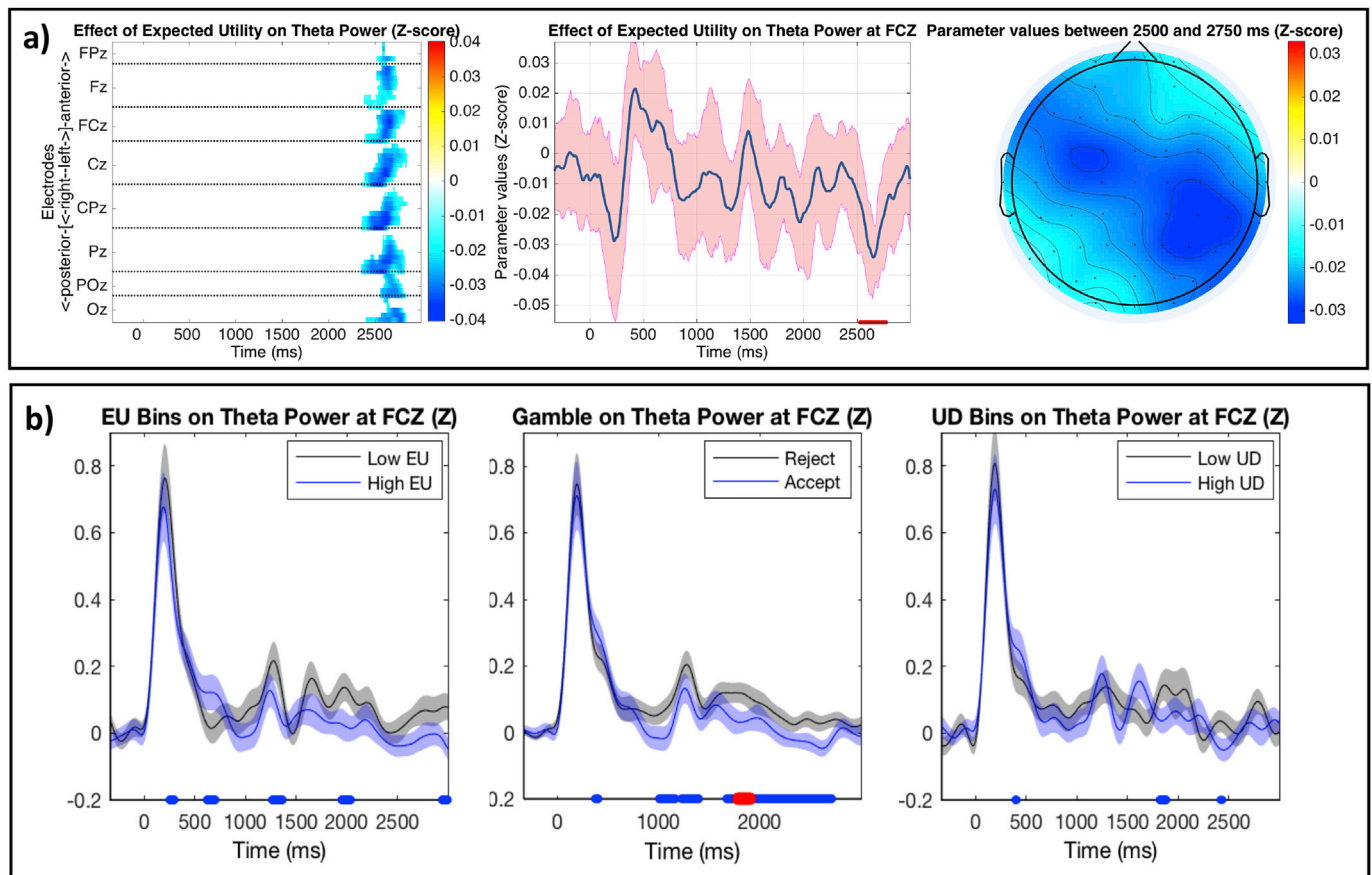 a)
Effect of Expected Utility on Theta Power (Z-score)
FPz
Fz
FCz
Cz
CPz
Pz
POz
Oz
Electrodes
<-posterior-[<-right--left->]-anterior->
0 500 1000 1500 2000 2500
Time (ms)
0.04
0.03
0.02
0.01
0
-0.01
-0.02
-0.03
-0.04
Effect of Expected Utility on Theta Power at FCZ
Parameter values (Z-score)
0.03
0.02
0.01
0
-0.01
-0.02
-0.03
-0.04
-0.05
0 500 1000 1500 2000 2500
Time (ms)
Parameter values between 2500 and 2750 ms (Z-score)
0.03
0.02
0.01
0
-0.01
-0.02
-0.03
b)
EU Bins on Theta Power at FCZ (Z)
Low EU
High EU
0.8
0.6
0.4
0.2
0
-0.2
0 500 1000 1500 2000 2500
Time (ms)
Gamble on Theta Power at FCZ (Z)
Reject
Accept
).8
).6
).4
).2
0
).2
0 1000 2000
Time (ms)
UD Bins on Theta Power at FCZ (Z)
Low UD
High UD
0.8
0.6
0.4
0.2
0
-0.2
0 500 1000 1500 2000 2500
Time (ms)